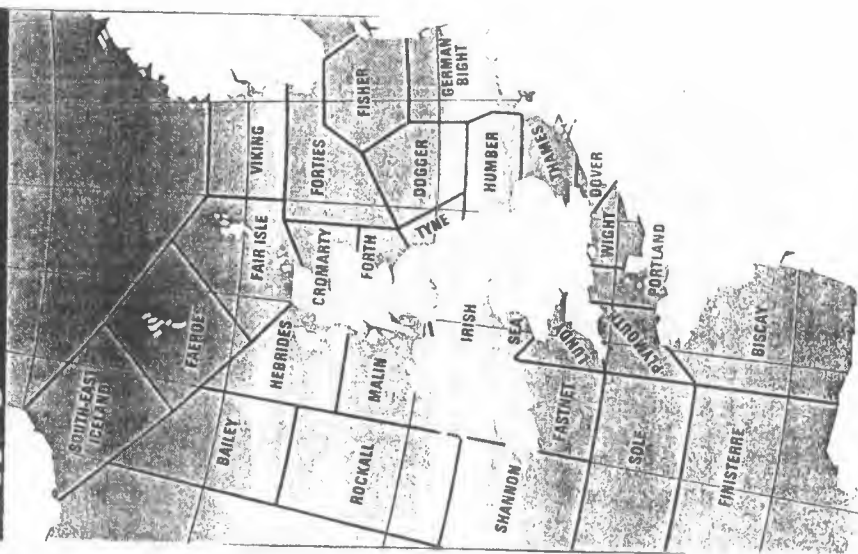 SOUTH-EAST
ICELAND
FAEROE
FAIR ISLE
VIKING
BAILEY
HEBRIDES
CROMARTY
FORTIES
FORTH
FISHER
ROCKALL
MALIN
TYNE
DOGGER
GERMAN
BIGHT
IRISH
SEA
HUMBER
SHANNON
FASTNET
LUNDY
THAMES
DOVER
SOLE
PLYMOUTH
WIGHT
PORTLAND
FINISTERRE
BISCAY